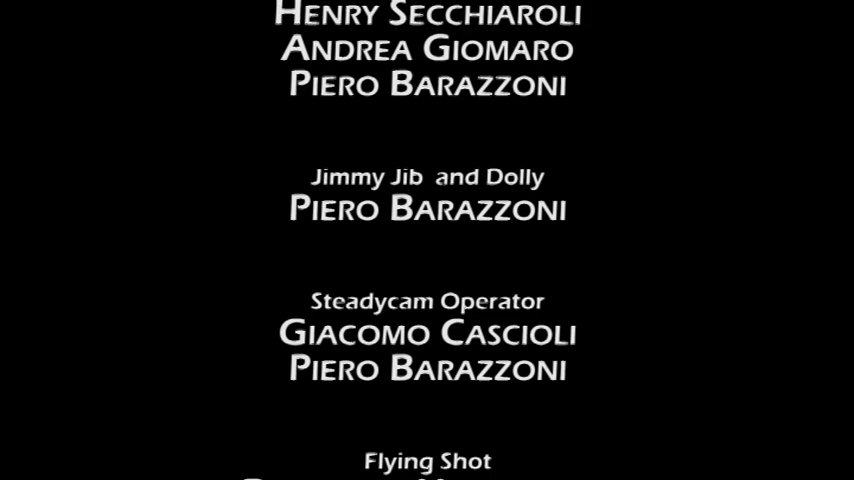 HENRY SECCHIAROLI
ANDREA GIOMARO
PIERO BARAZZONI
Jimmy Jib and Dolly
PIERO BARAZZONI
Steadycam Operator
GIACOMO CASCIOLI
PIERO BARAZZONI
Flying Shot